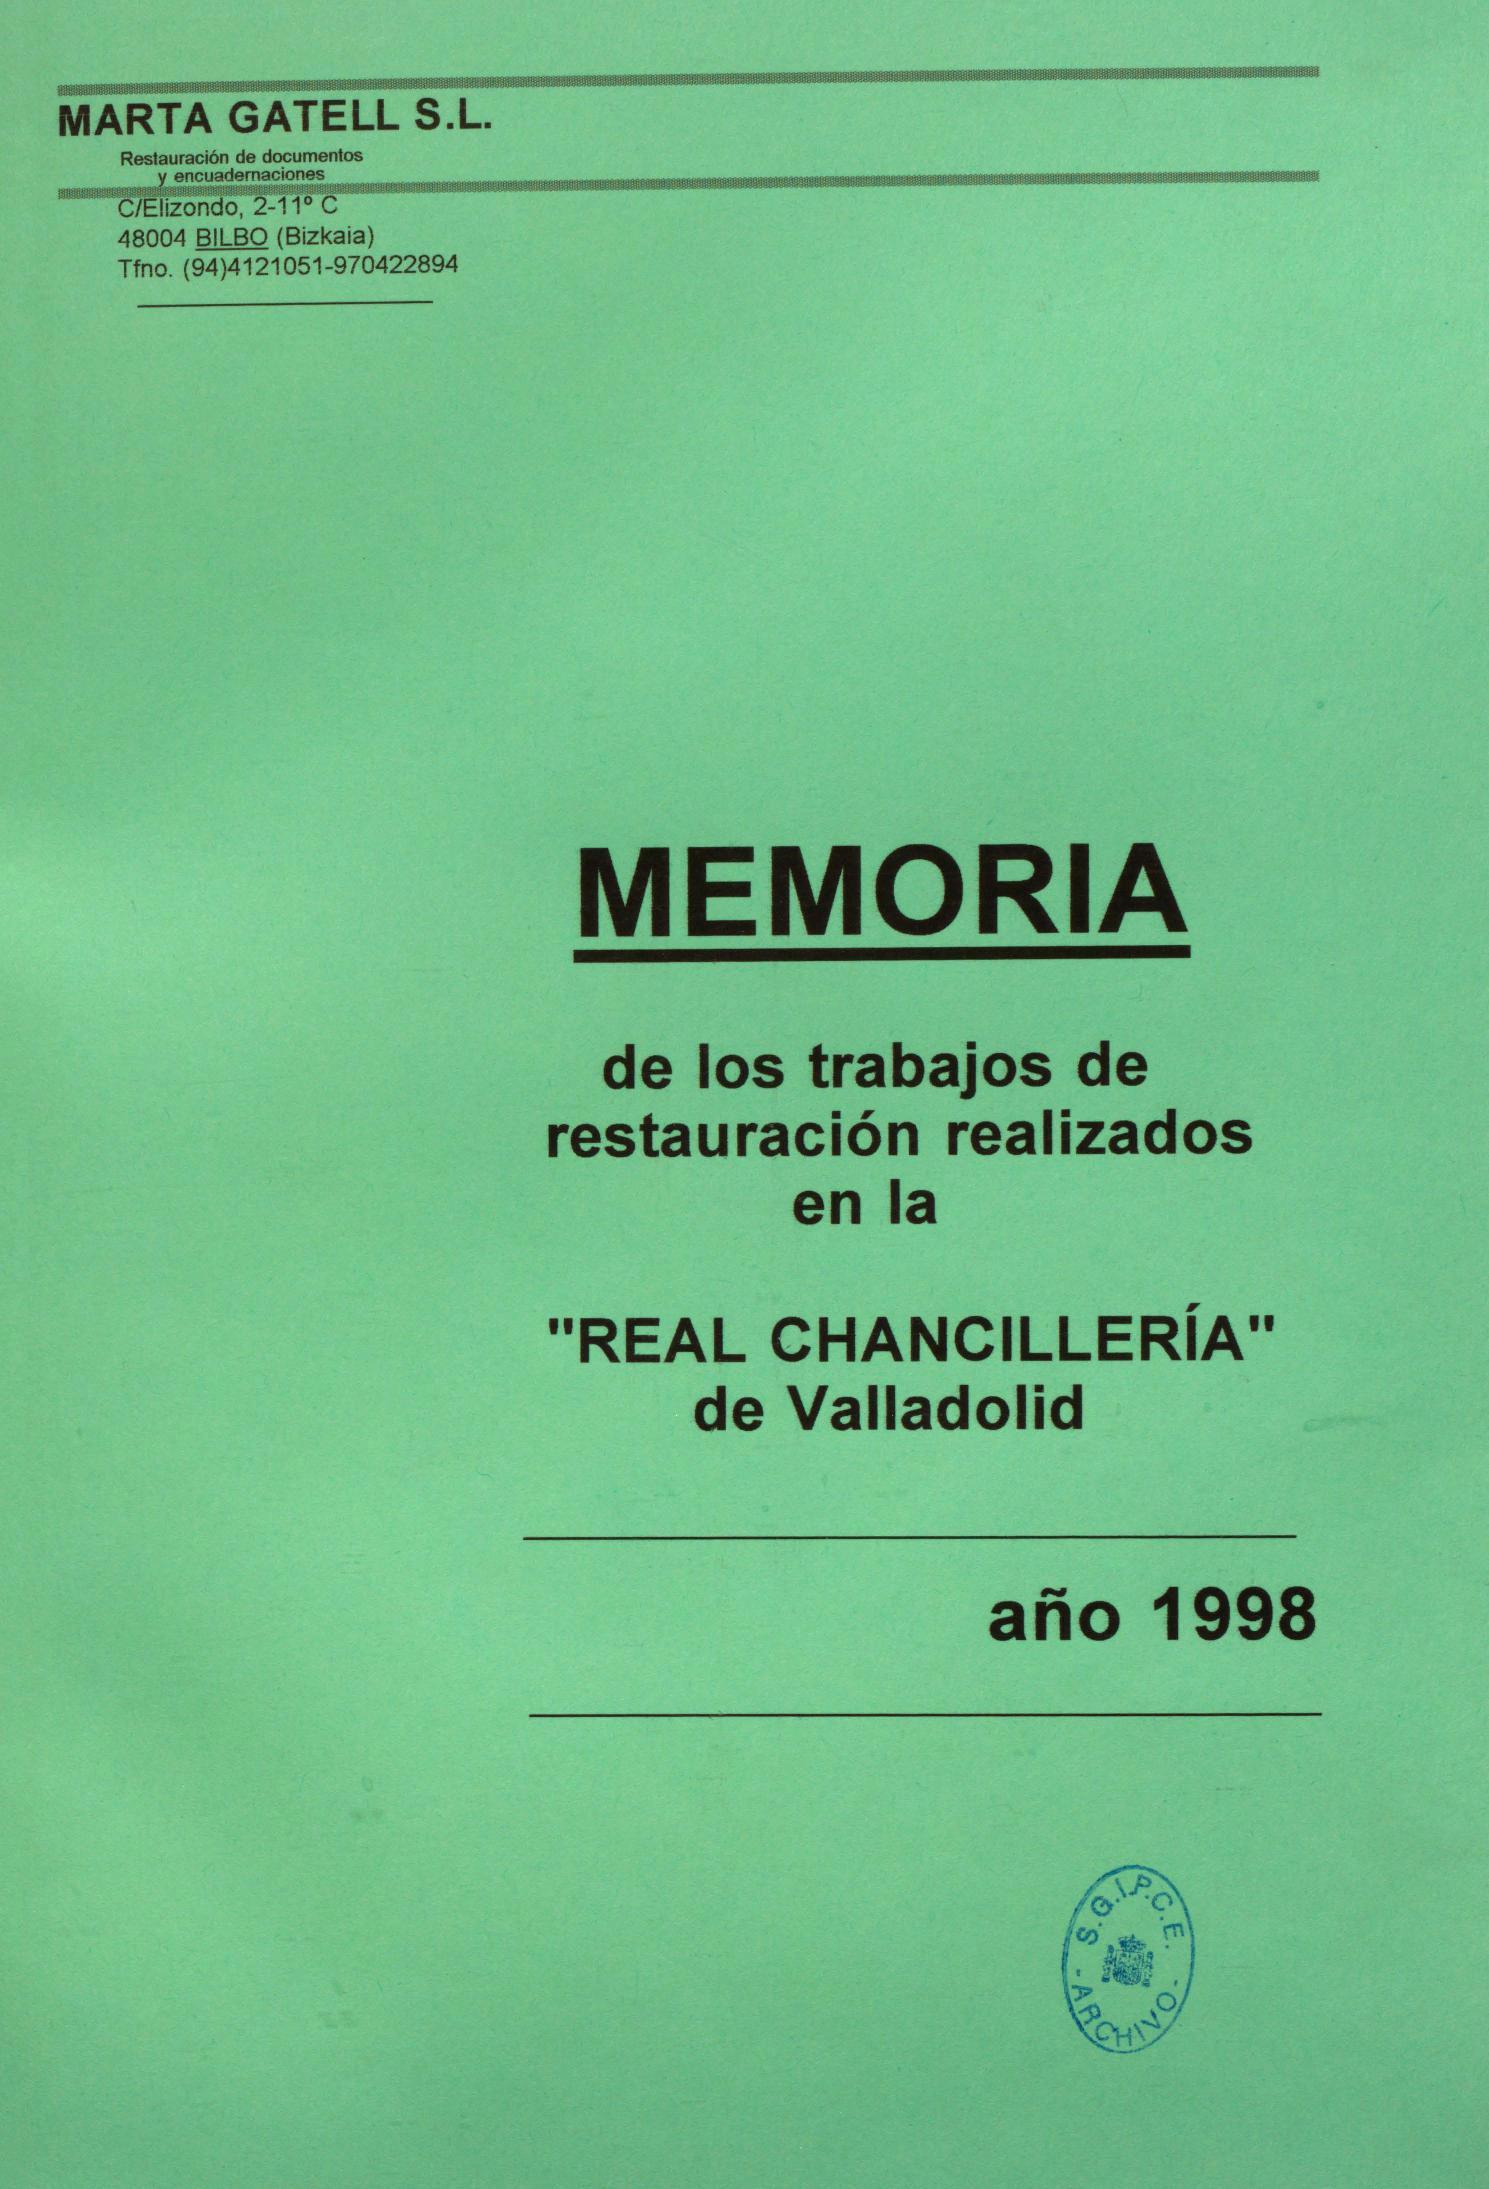 MARTA GATELL S.L.
Restauración de documentos
y encuadernaciones
C/Elizondo, 2-11º C
48004 BILBO (Bizkaia)
Tfno. (94)4121051-970422894
MEMORIA
de los trabajos de
restauración realizados
en la
"REAL CHANCILLERÍA"
de Valladolid
año 1998
S.G.I.P.C.E.
- ARCHIVO -